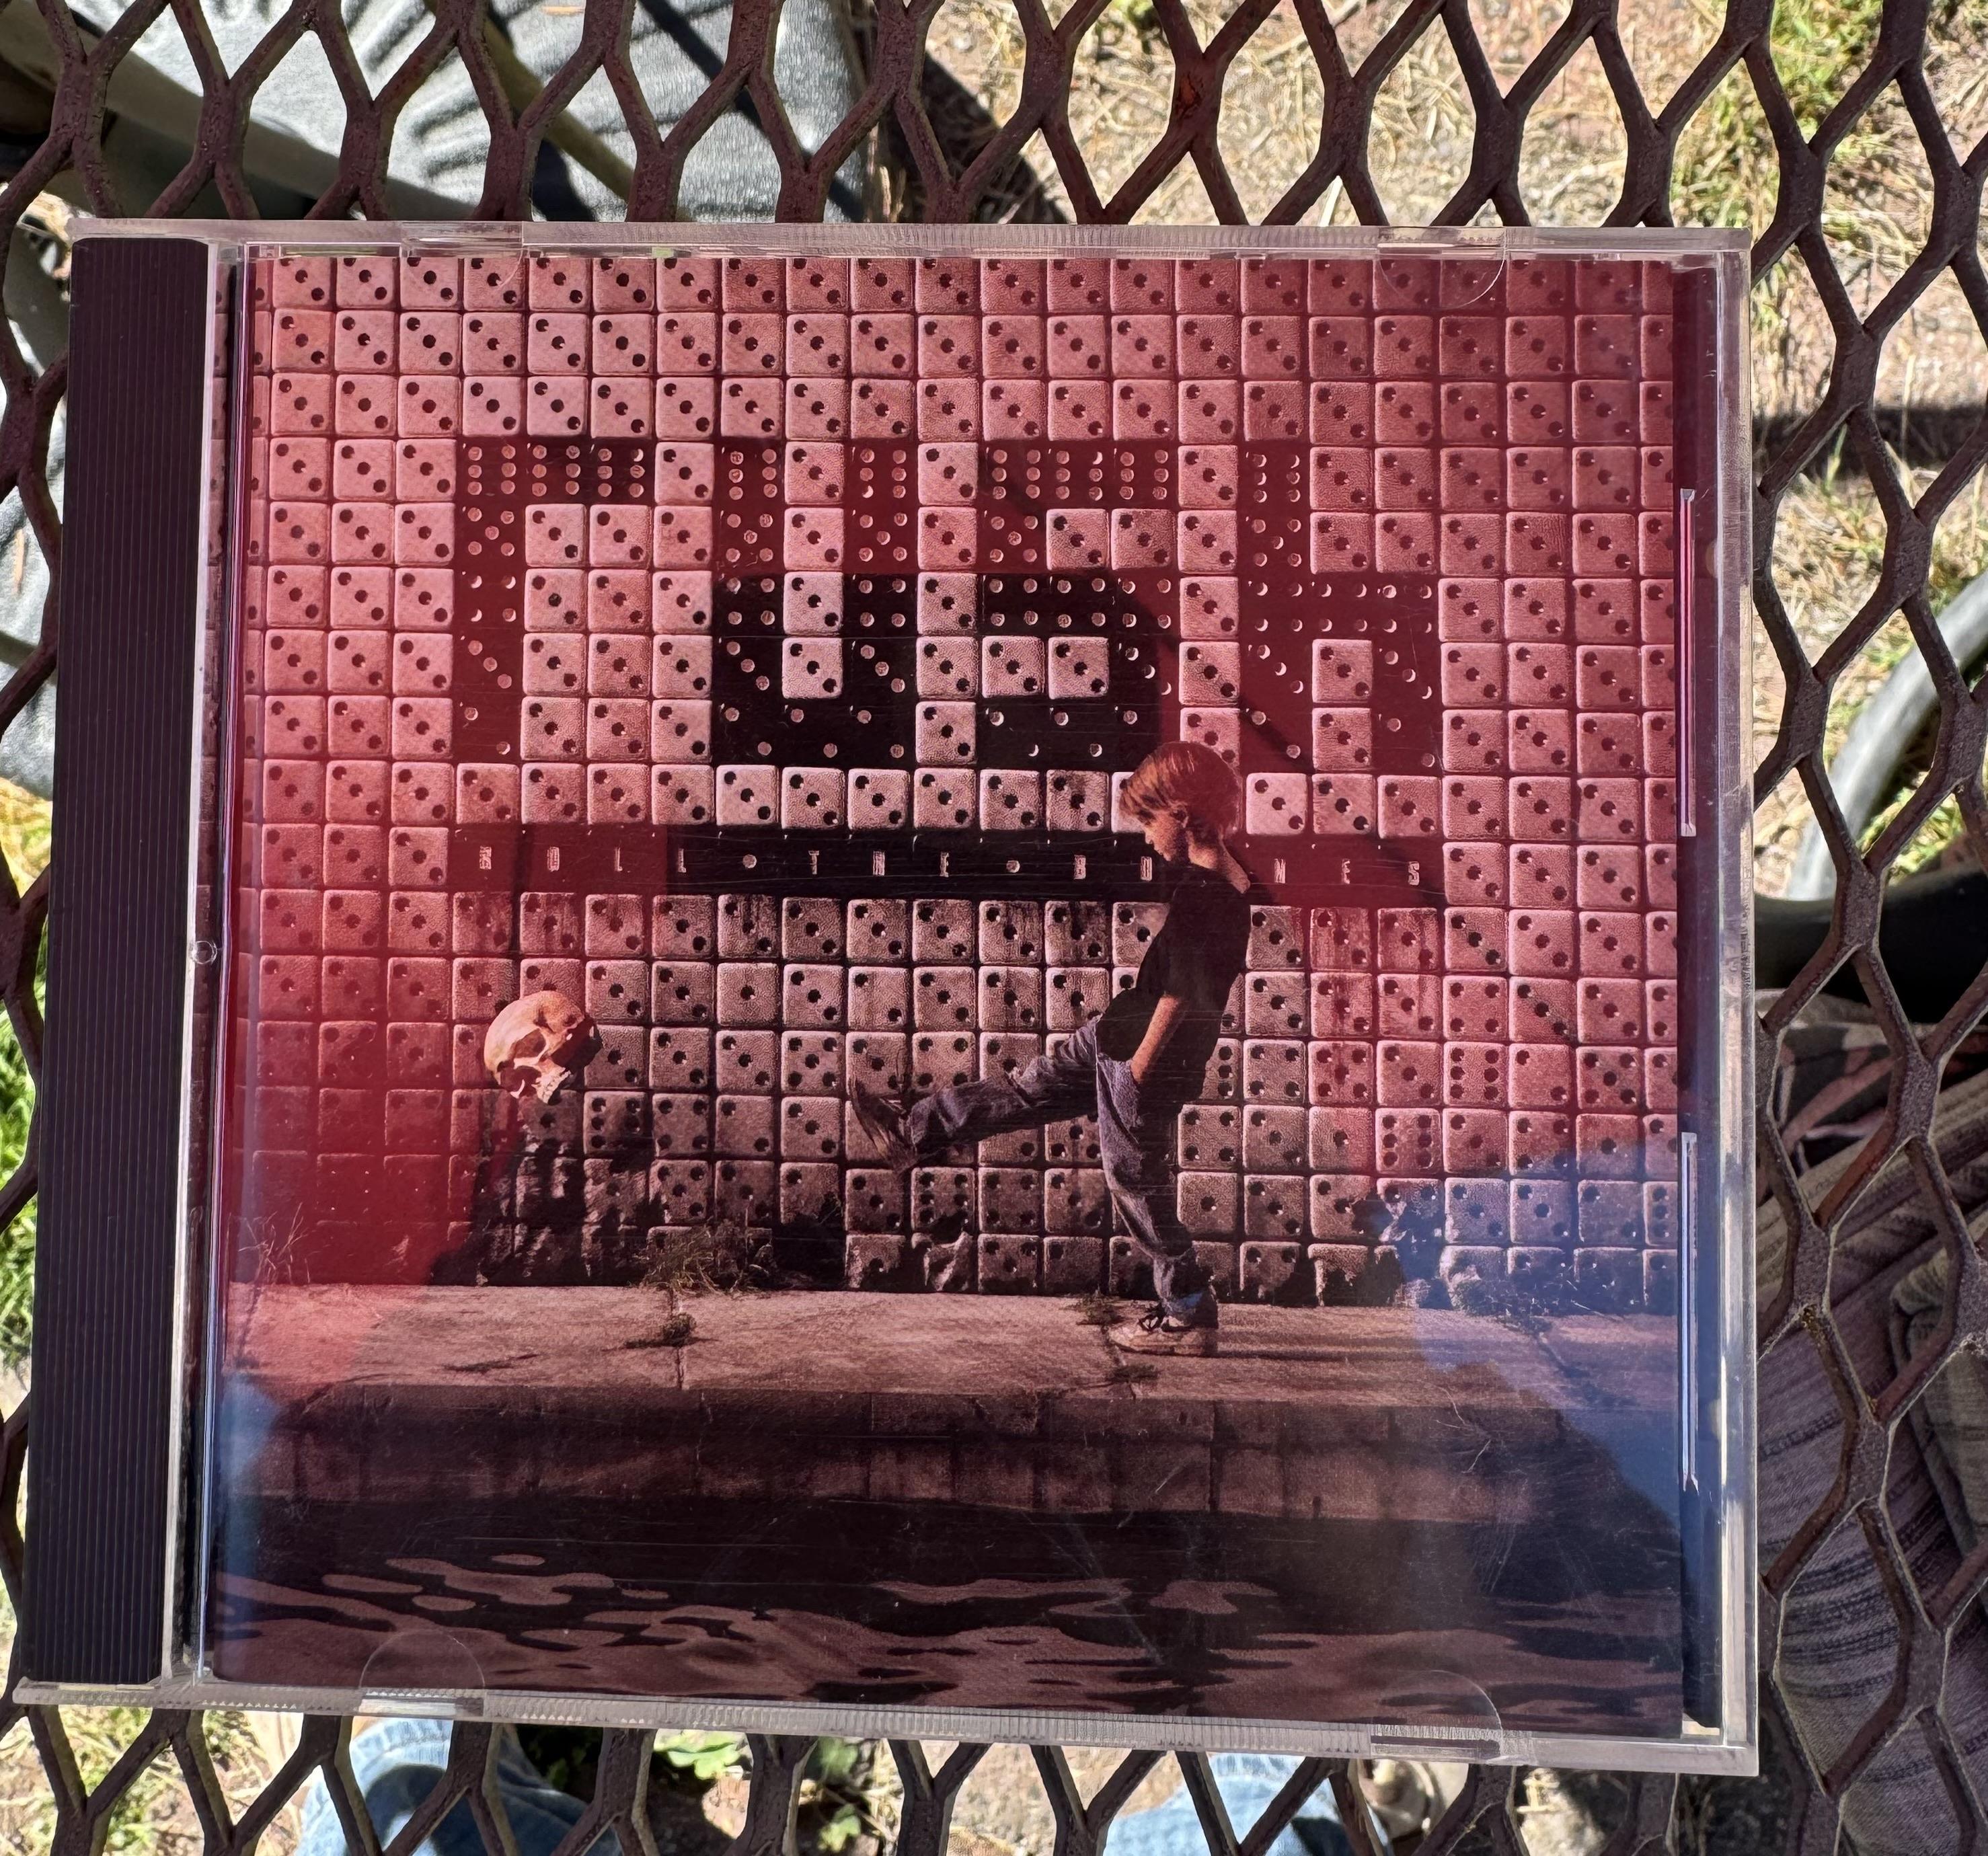 rush
ROLL • THE • BONES